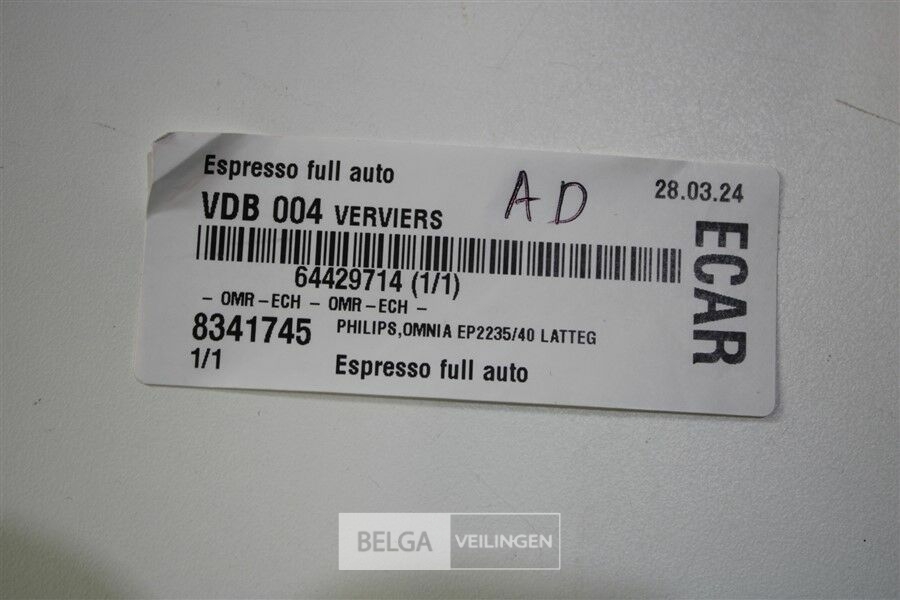 Espresso full auto
28.03.24
AD
VDB 004 VERVIERS
ECAR
64429714 (1/1)
- OMR-ECH - OMR-ECH -
8341745 PHILIPS,OMNIA EP2235/40 LATTEG
1/1 Espresso full auto
BELGA VEILINGEN